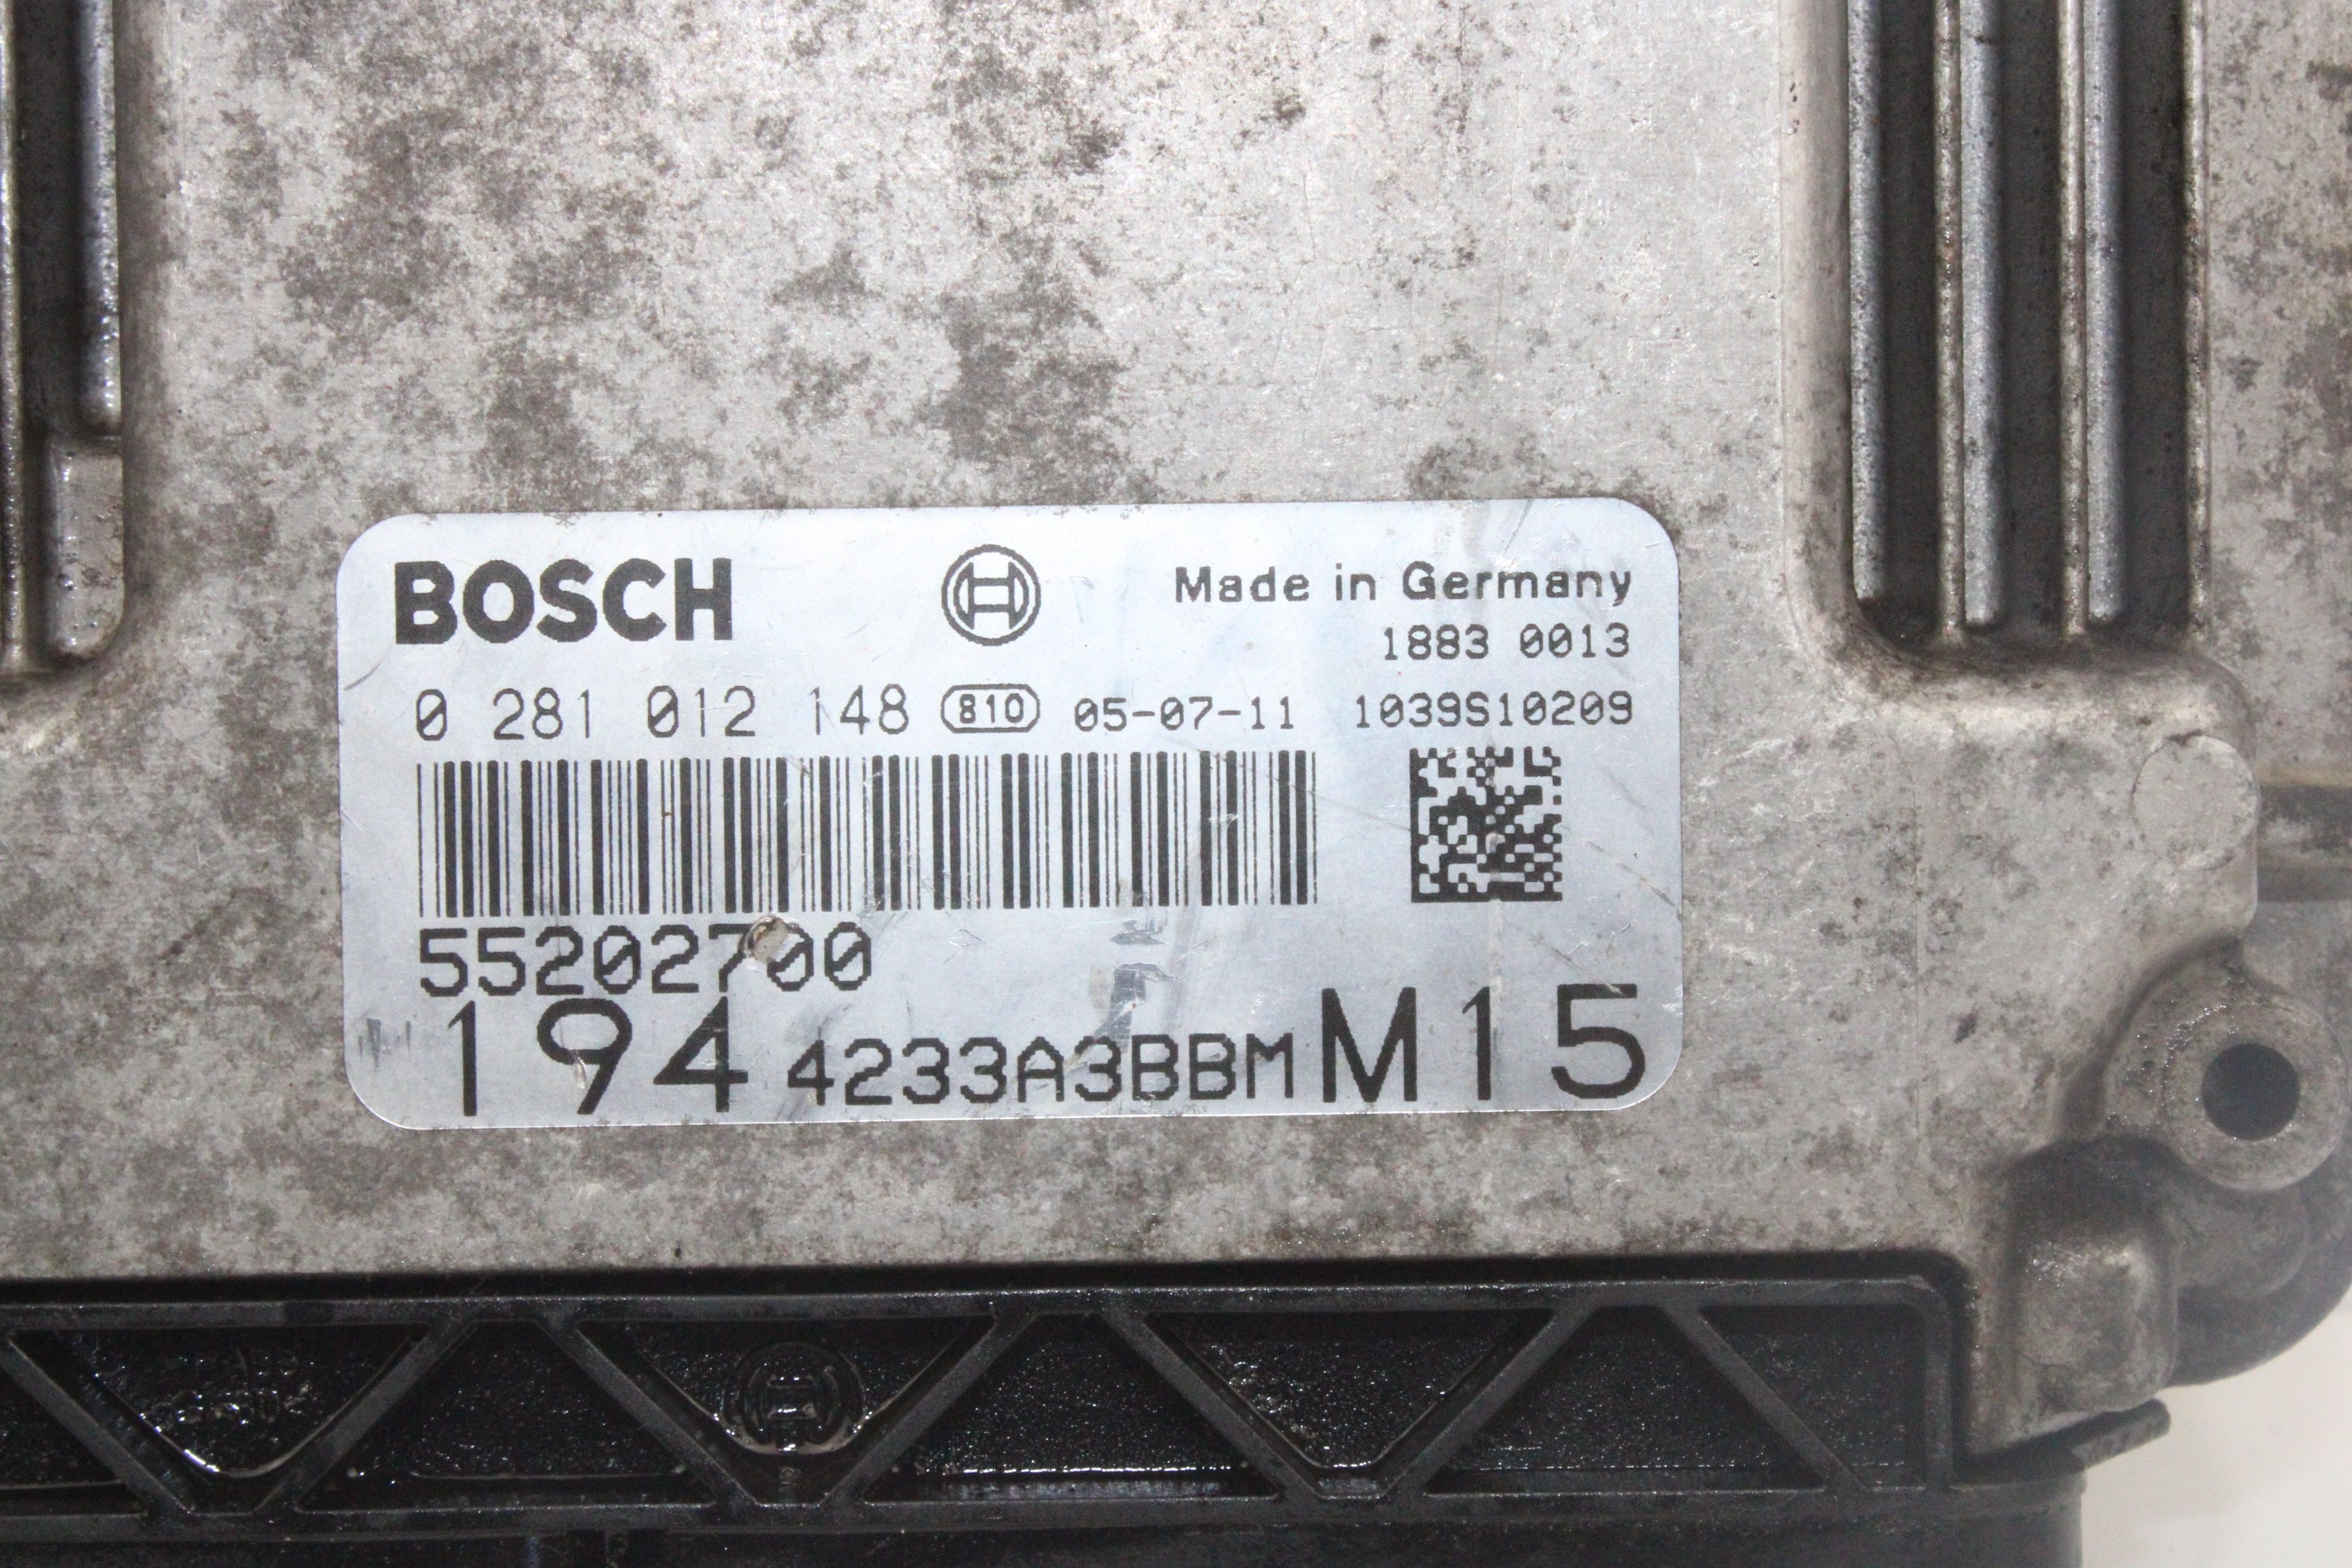 BOSCH Made in Germany
1883 0013
0 281 012 148 810 05-07-11 1039S10209
55202700
194 4233A3BBM M15